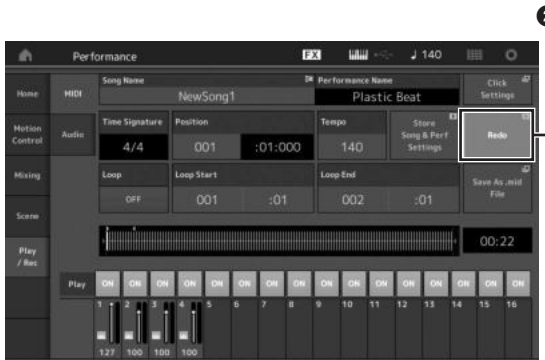 Performance EX 140
Song Name Performance Name Click
Home MIDI NewSong1 Plastic Beat Settings
Motion Control Audio Time Signature Position Tempo Store Song & Perf Settings Redo
4/4 001 :01:000 140
Mixing Loop Loop Start Loop End Save As .mid File
OFF 001 :01 002 :01
Scene
Play / Rec 00:22
Play ON ON ON ON ON ON ON ON ON ON ON ON ON ON ON ON
1 2 3 4 5 6 7 8 9 10 11 12 13 14 15 16
127 100 100 100